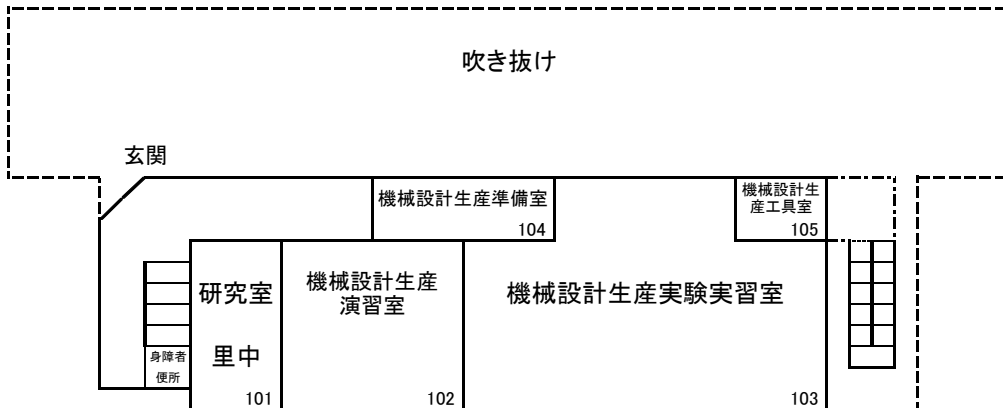 吹き抜け
玄関
機械設計生産準備室
104
機械設計生
産工具室
105
研究室
里中
101
機械設計生産
演習室
102
機械設計生産実験実習室
103
身障者
便所